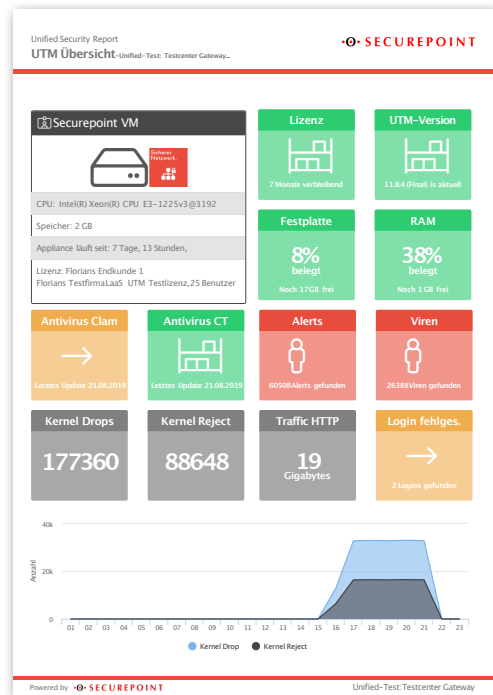 Unified Security Report
UTM Übersicht-Unified-Test: Testcenter Gateway...
SECUREPOINT
Securepoint VM
Sicheres
Netzwerk.
CPU: Intel(R) Xeon(R) CPU E3-1225v3@3192
Speicher: 2 GB
Appliance läuft seit: 7 Tage, 13 Stunden,
Lizenz: Florians Endkunde 1
Florians TestfirmaLaaS UTM Testlizenz,25 Benutzer
Lizenz
7 Monate verbleibend
UTM-Version
11.8.4 (Final) is aktuell
Festplatte
8%
belegt
Noch 17GB frei
RAM
38%
belegt
Noch 1 GB frei
Antivirus Clam
Letztes Update 21.08.2019
Antivirus CT
Letztes Update 21.08.2019
Alerts
60508Alerts gefunden
Viren
26388Viren gefunden
Kernel Drops
177360
Kernel Reject
88648
Traffic HTTP
19
Gigabytes
Login fehlges.
2 Logins gefunden
Anzahl
40k
20k
0
01 02 03 04 05 06 07 08 09 10 11 12 13 14 15 16 17 18 19 20 21 22 23
Kernel Drop Kernel Reject
Powered by SECUREPOINT
Unified-Test:Testcenter Gateway